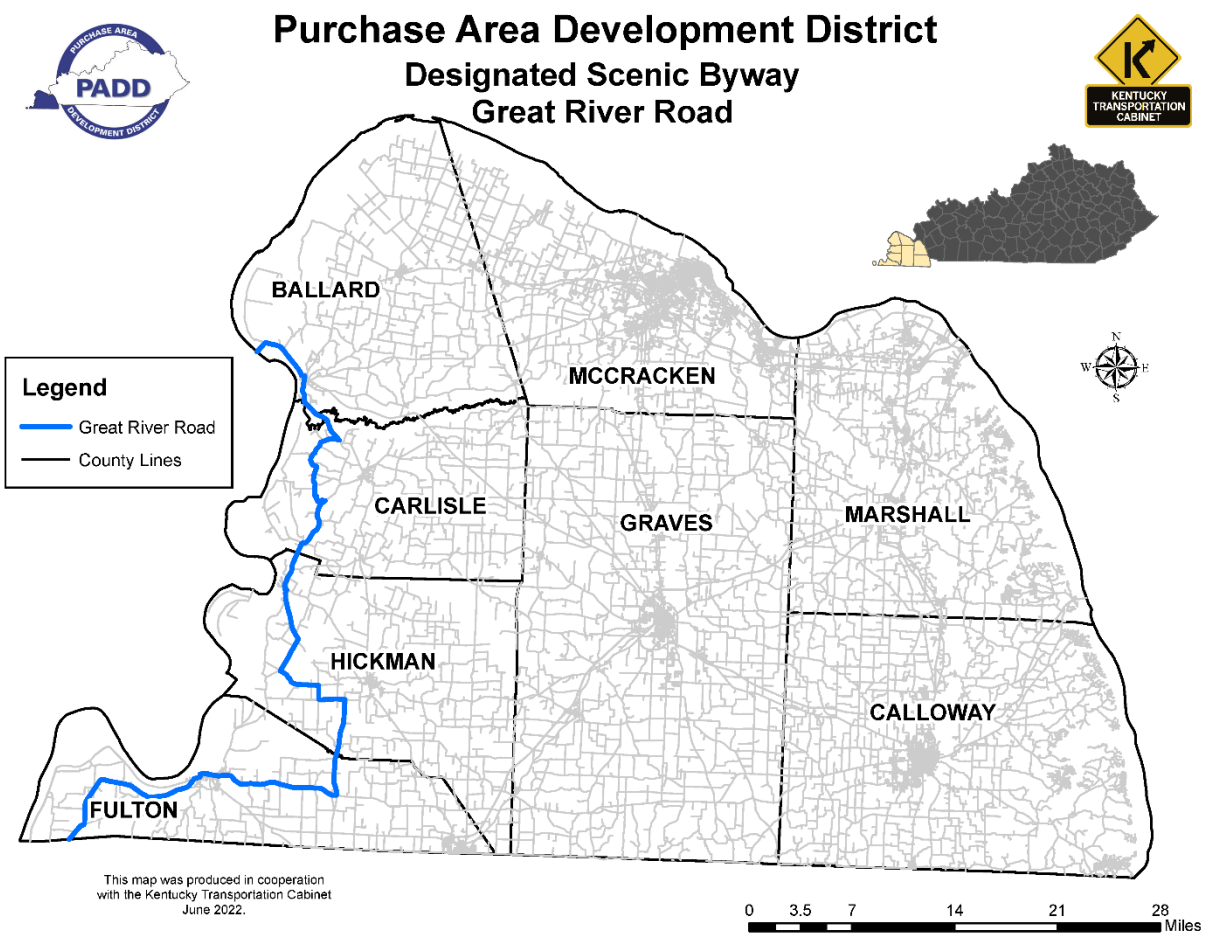 Purchase Area Development District
Designated Scenic Byway
Great River Road
PURCHASE AREA
PADD
DEVELOPMENT DISTRICT
K
KENTUCKY
TRANSPORTATION
CABINET
BALLARD
MCCRACKEN
Legend
Great River Road
County Lines
N
W E
S
CARLISLE
GRAVES
MARSHALL
HICKMAN
CALLOWAY
FULTON
This map was produced in cooperation
with the Kentucky Transportation Cabinet
June 2022.
0 3.5 7 14 21 28
Miles